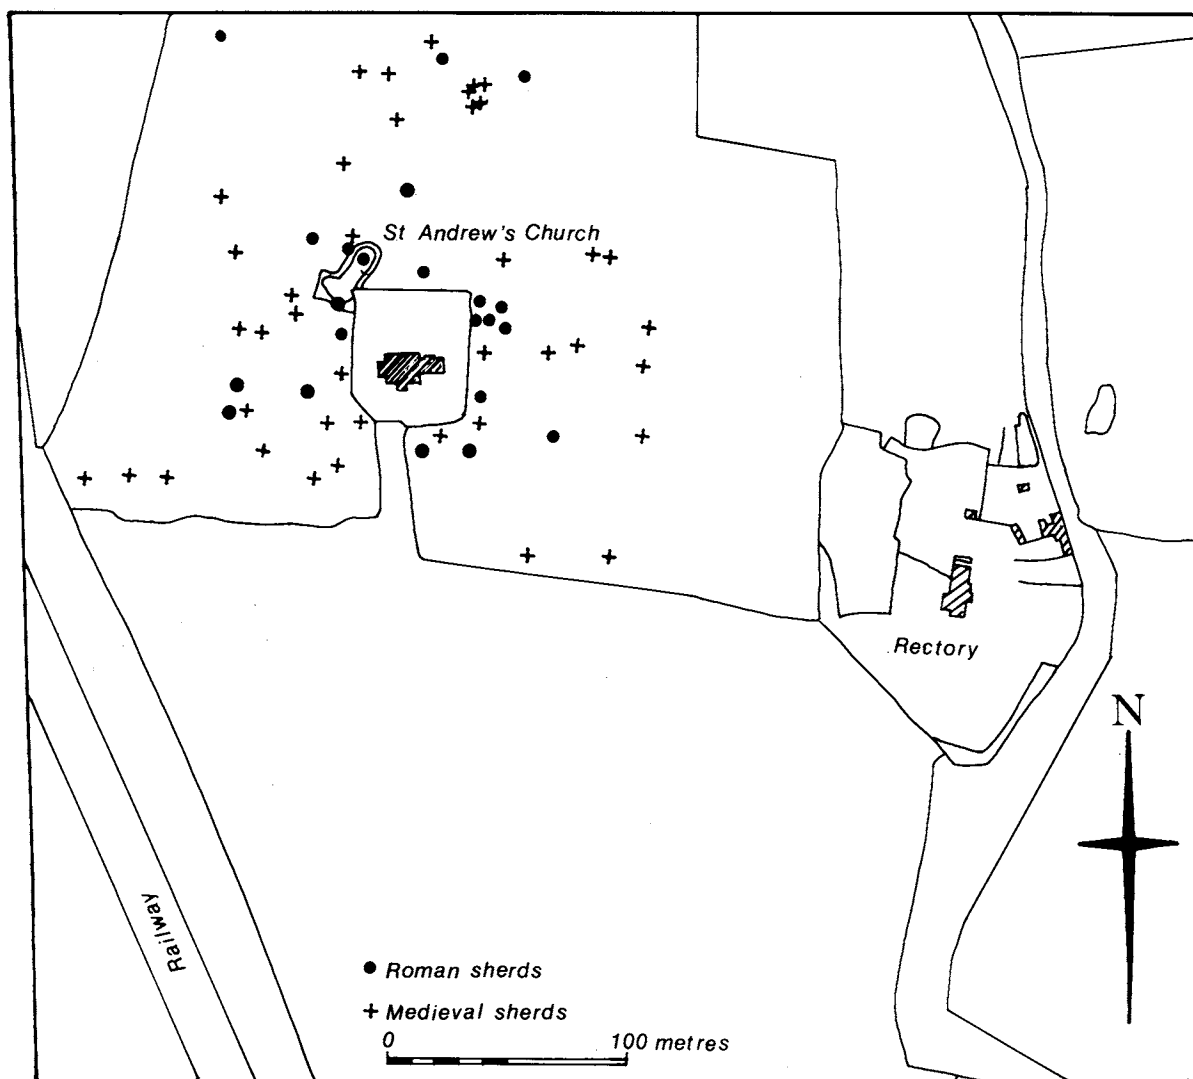 St Andrew's Church
Rectory
N
Railway
Roman sherds
Medieval sherds
0 100 metres